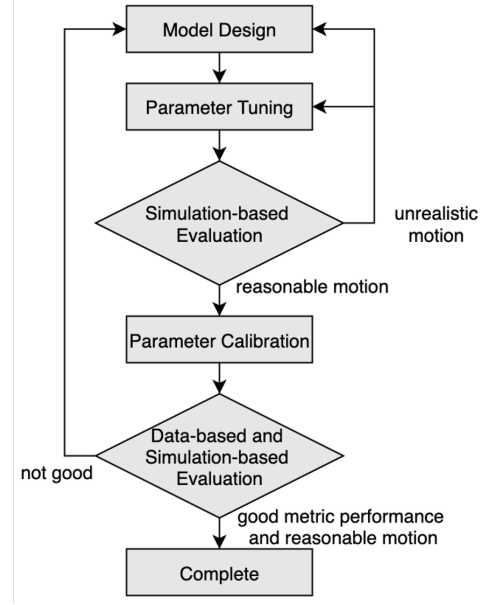 Model Design
Parameter Tuning
Simulation-based
Evaluation
unrealistic
motion
reasonable motion
Parameter Calibration
Data-based and
Simulation-based
Evaluation
not good
good metric performance
and reasonable motion
Complete